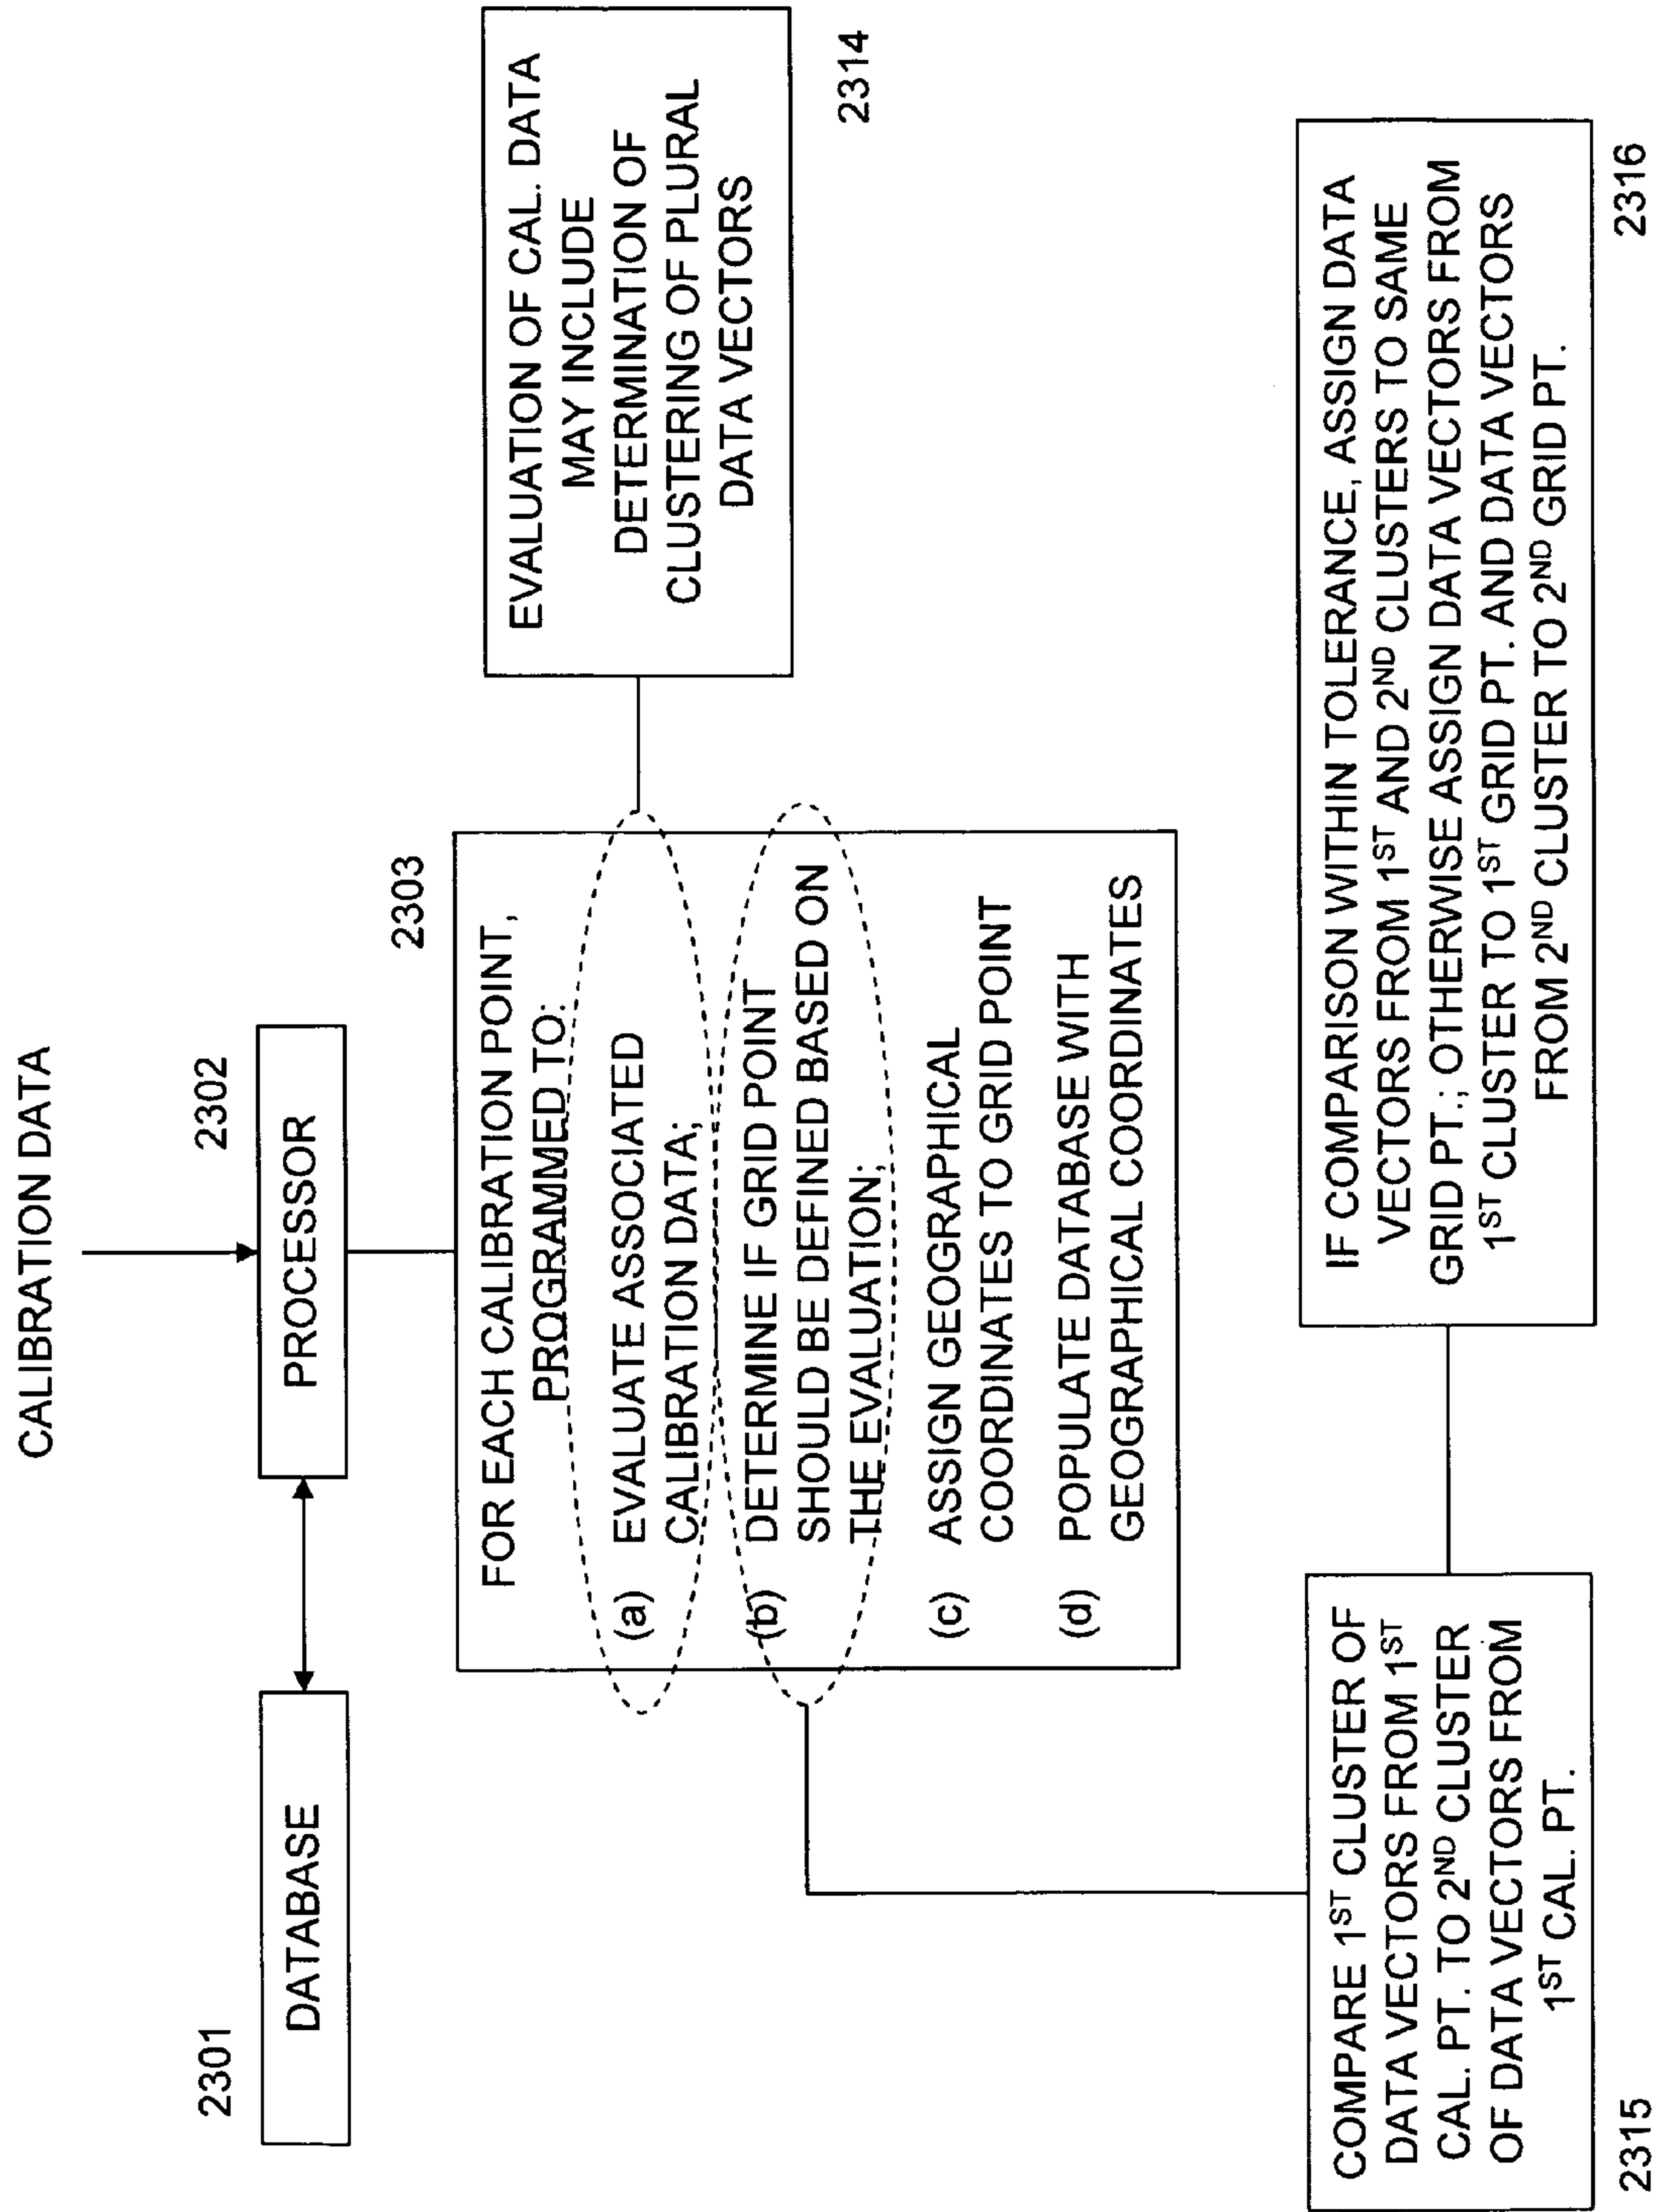 CALIBRATION DATA
2301
DATABASE
2302
PROCESSOR
2303
FOR EACH CALIBRATION POINT,
PROGRAMMED TO:
(a) EVALUATE ASSOCIATED
CALIBRATION DATA;
(b) DETERMINE IF GRID POINT
SHOULD BE DEFINED BASED ON
THE EVALUATION;
(c) ASSIGN GEOGRAPHICAL
COORDINATES TO GRID POINT
(d) POPULATE DATABASE WITH
GEOGRAPHICAL COORDINATES
EVALUATION OF CAL. DATA
MAY INCLUDE
DETERMINATION OF
CLUSTERING OF PLURAL
DATA VECTORS
2314
COMPARE 1ST CLUSTER OF
DATA VECTORS FROM 1ST
CAL. PT. TO 2ND CLUSTER
OF DATA VECTORS FROM
1ST CAL. PT.
2315
IF COMPARISON WITHIN TOLERANCE, ASSIGN DATA
VECTORS FROM 1ST AND 2ND CLUSTERS TO SAME
GRID PT.; OTHERWISE ASSIGN DATA VECTORS FROM
1ST CLUSTER TO 1ST GRID PT. AND DATA VECTORS
FROM 2ND CLUSTER TO 2ND GRID PT.
2316